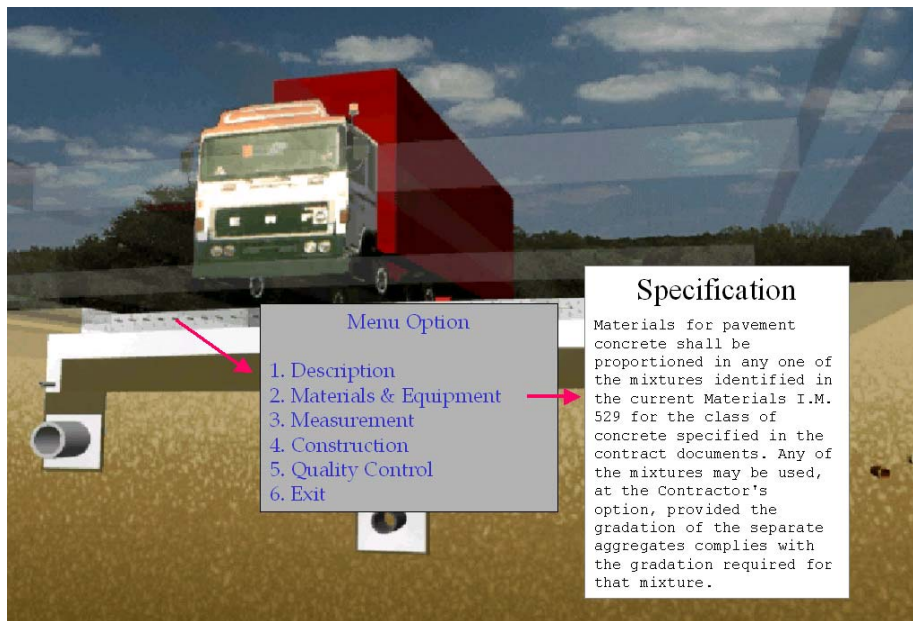 Menu Option
1. Description
2. Materials & Equipment
3. Measurement
4. Construction
5. Quality Control
6. Exit
Specification
Materials for pavement
concrete shall be
proportioned in any one of
the mixtures identified in
the current Materials I.M.
529 for the class of
concrete specified in the
contract documents. Any of
the mixtures may be used,
at the Contractor's
option, provided the
gradation of the separate
aggregates complies with
the gradation required for
that mixture.